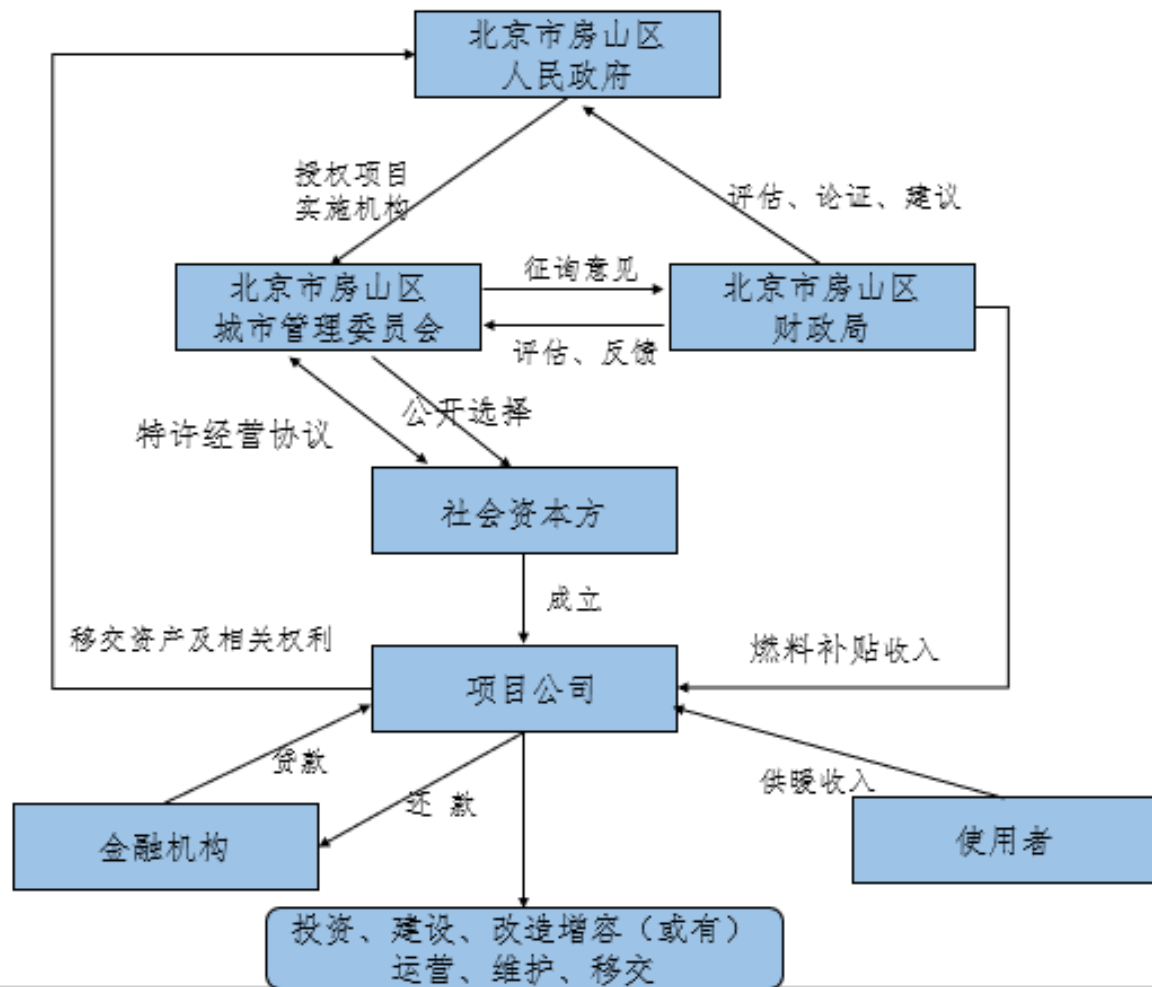 北京市房山区
人民政府
授权项目
实施机构
评估、论证、建议
北京市房山区
城市管理委员会
征询意见
评估、反馈
北京市房山区
财政局
特许经营协议
公开选择
社会资本方
成立
移交资产及相关权利
燃料补贴收入
项目公司
贷款
还 款
供暖收入
金融机构
使用者
投资、建设、改造增容（或有）
运营、维护、移交